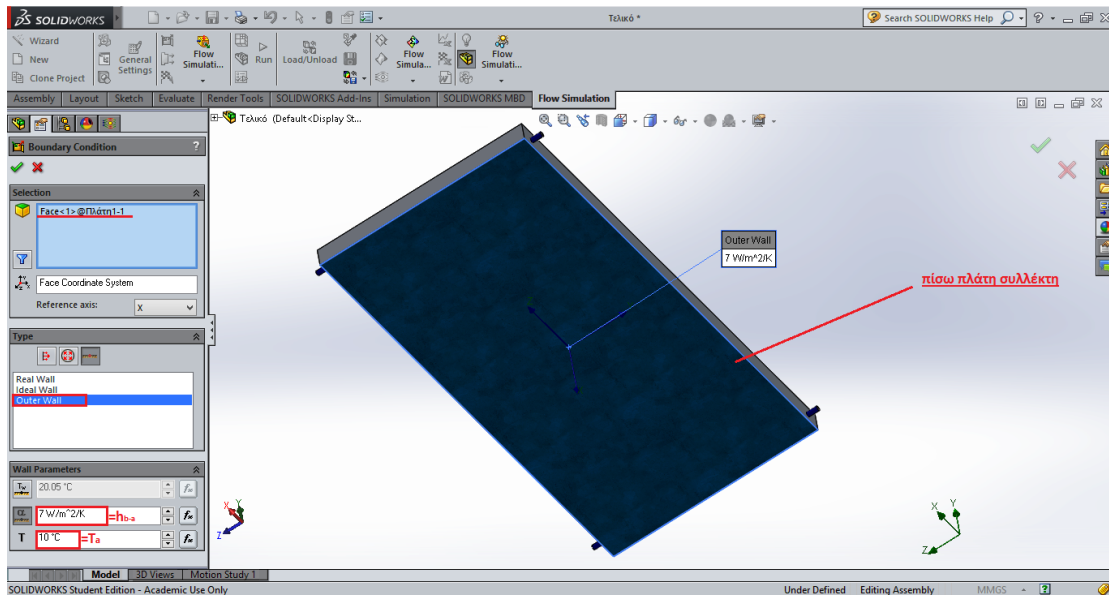 SOLIDWORKS
Τελικό *
Search SOLIDWORKS Help
Wizard
New
Clone Project
General Settings
Flow Simulati...
Run
Load/Unload
Flow Simula...
Flow Simulati...
Assembly Layout Sketch Evaluate Render Tools SOLIDWORKS Add-Ins Simulation SOLIDWORKS MBD Flow Simulation
Τελικό (Default<Display St...
Boundary Condition ?
Selection
Face<1>@Πλάτη1-1
Face Coordinate System
Reference axis: X
Type
Real Wall
Ideal Wall
Outer Wall
Wall Parameters
Tw 20.05 °C
α 7 W/m^2/K =hb-a
T 10 °C =Ta
Outer Wall
7 W/m^2/K
πίσω πλάτη συλλέκτη
X Y
Z
X Y
Z
Model 3D Views Motion Study 1
SOLIDWORKS Student Edition - Academic Use Only
Under Defined Editing Assembly MMGS